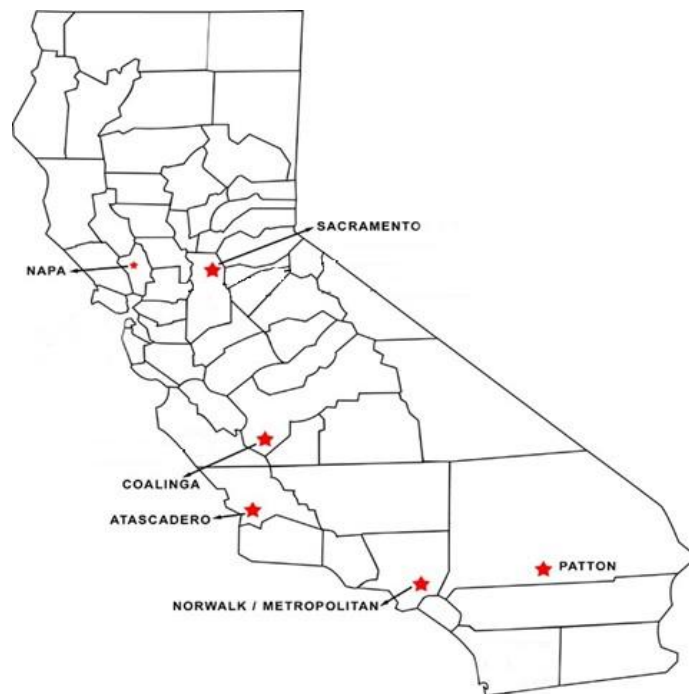 SACRAMENTO
NAPA
COALINGA
ATASCADERO
PATTON
NORWALK / METROPOLITAN